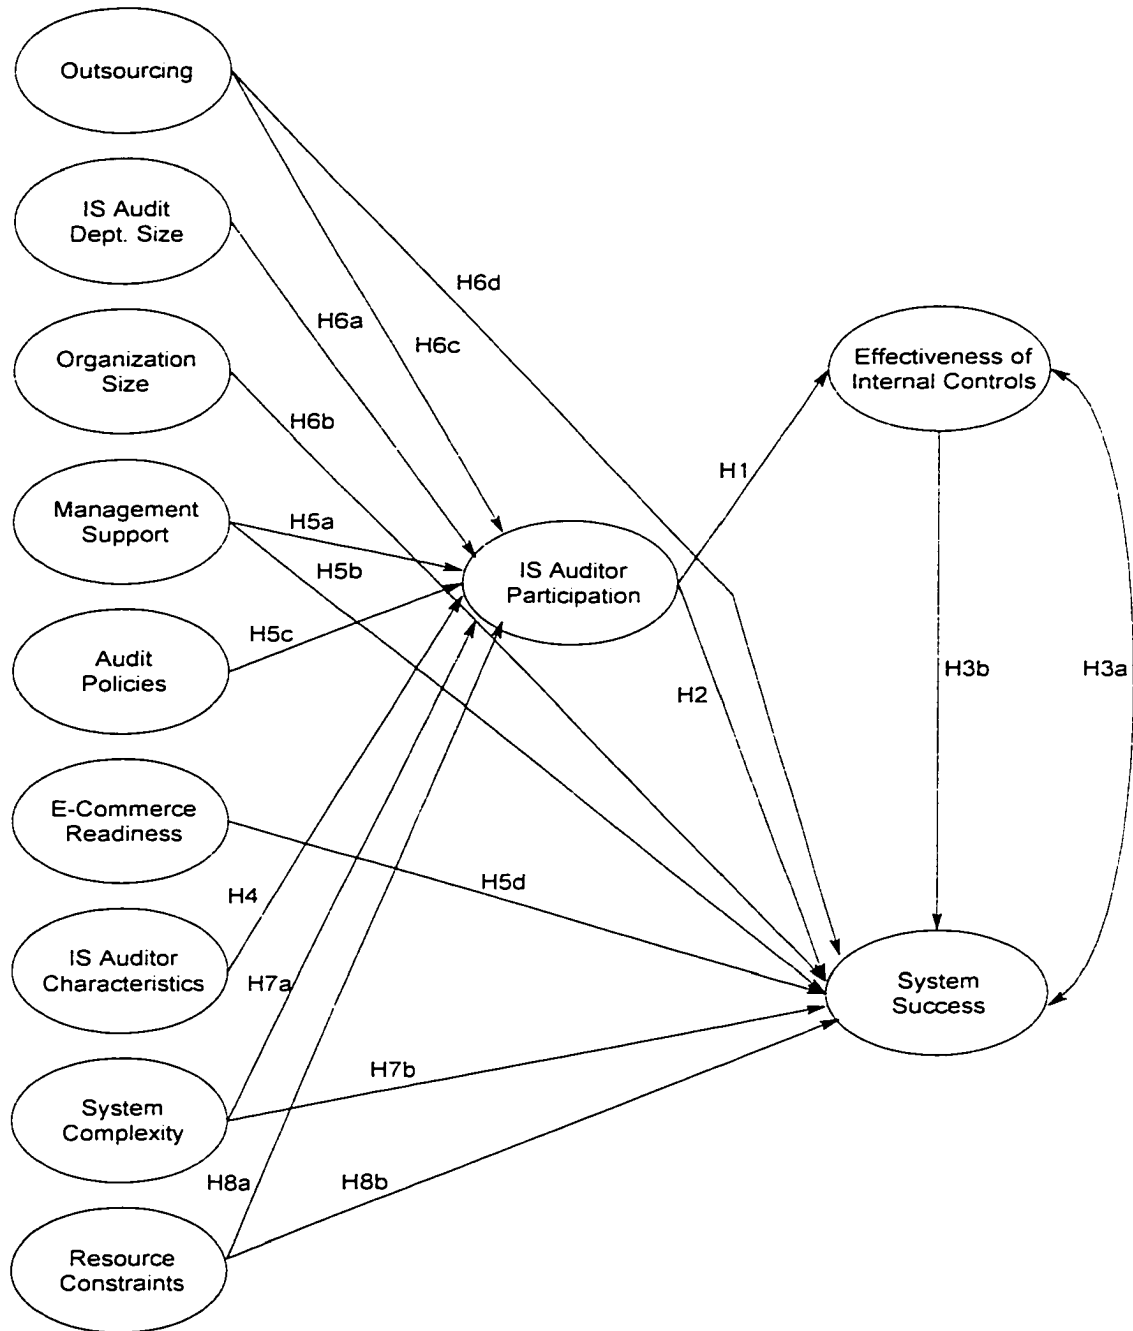 Outsourcing
IS Audit
Dept. Size
H6d
H6a
H6c
Organization
Size
Effectiveness of
Internal Controls
H6b
H1
Management
Support
H5a
H5b
IS Auditor
Participation
H5c
Audit
Policies
H2
H3b
H3a
E-Commerce
Readiness
H5d
H4
IS Auditor
Characteristics
H7a
System
Success
H7b
System
Complexity
H8a
H8b
Resource
Constraints